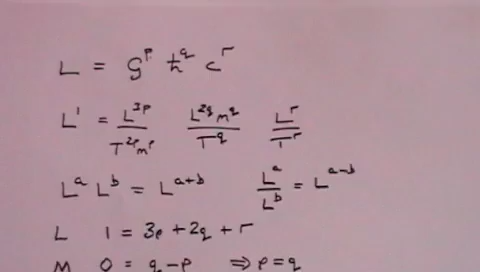 L = G^p ħ^q c^r
L^1 = L^3p / T^2p M^p   L^2q M^q / T^q   L^r / T^r
L^a L^b = L^a+b   L^a / L^b = L^a-b
L   1 = 3p + 2q + r
M   0 = q - p   ⇒ p = q